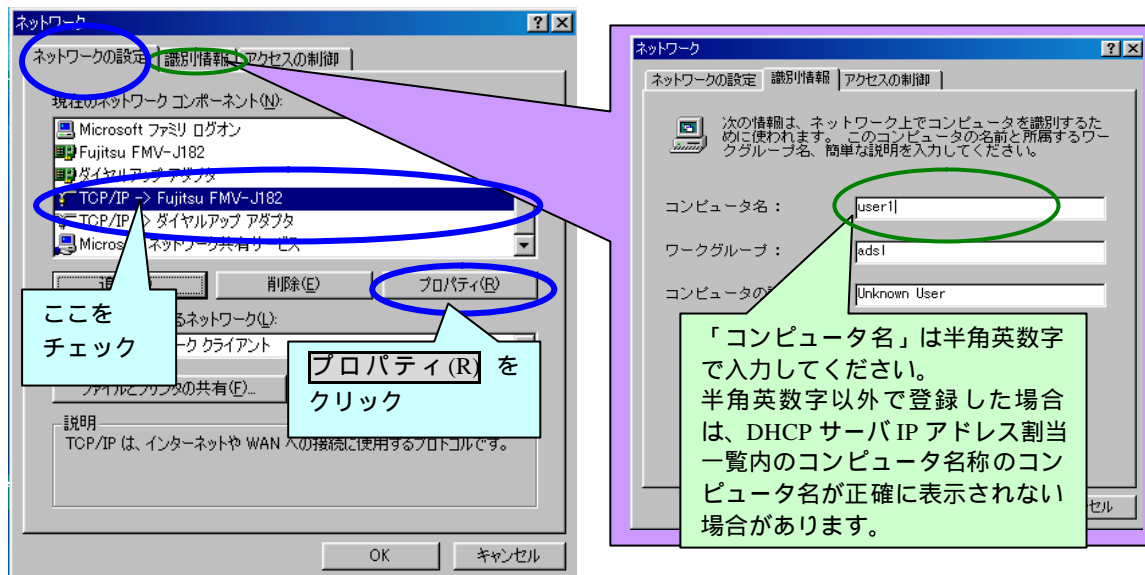 ネットワーク
ネットワークの設定 識別情報 アクセスの制御
現在のネットワーク コンポーネント(N):
Microsoft ファミリ ログオン
Fujitsu FMV-J182
ダイヤルアップ アダプタ
TCP/IP -> Fujitsu FMV-J182
TCP/IP -> ダイヤルアップ アダプタ
Microsoft ネットワーク共有サービス
削除(E) プロパティ(R)
ネットワーク(L):
ーク クライアント
ファイルとプリンタの共有(F)...
説明
TCP/IP は、インターネットや WAN への接続に使用するプロトコルです。
OK キャンセル
ここを
チェック
プロパティ(R) を
クリック
ネットワーク
ネットワークの設定 識別情報 アクセスの制御
次の情報は、ネットワーク上でコンピュータを識別するた
めに使われます。 このコンピュータの名前と所属するワー
クグループ名、簡単な説明を入力してください。
コンピュータ名: user1
ワークグループ: adsl
コンピュータの Unknown User
「コンピュータ名」は半角英数字
で入力してください。
半角英数字以外で登録した場合
は、DHCP サーバ IP アドレス割当
一覧内のコンピュータ名称のコン
ピュータ名が正確に表示されない
場合があります。
セル